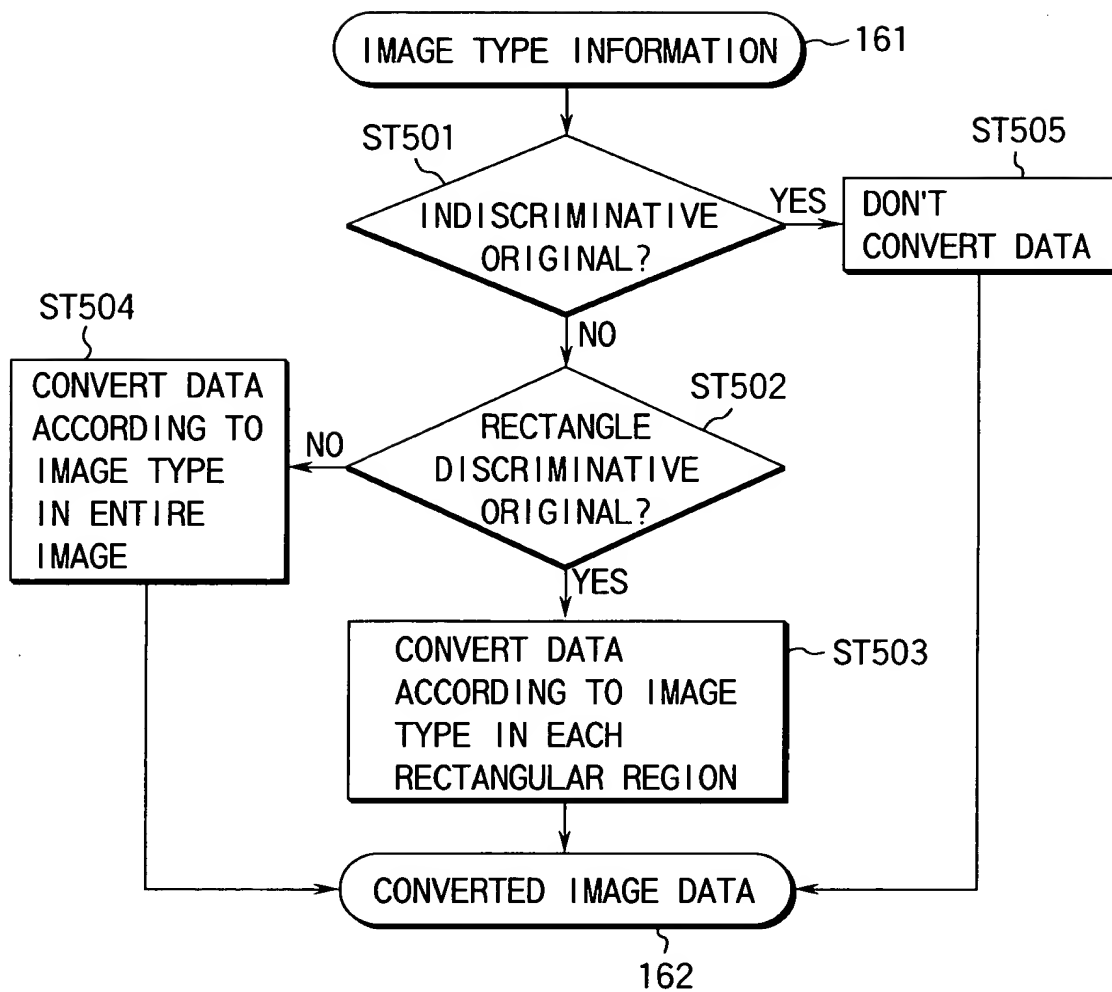 IMAGE TYPE INFORMATION
161
ST501
INDISCRIMINATIVE
ORIGINAL?
YES
ST505
DON'T
CONVERT DATA
NO
ST504
CONVERT DATA
ACCORDING TO
IMAGE TYPE
IN ENTIRE
IMAGE
NO
ST502
RECTANGLE
DISCRIMINATIVE
ORIGINAL?
YES
ST503
CONVERT DATA
ACCORDING TO IMAGE
TYPE IN EACH
RECTANGULAR REGION
CONVERTED IMAGE DATA
162